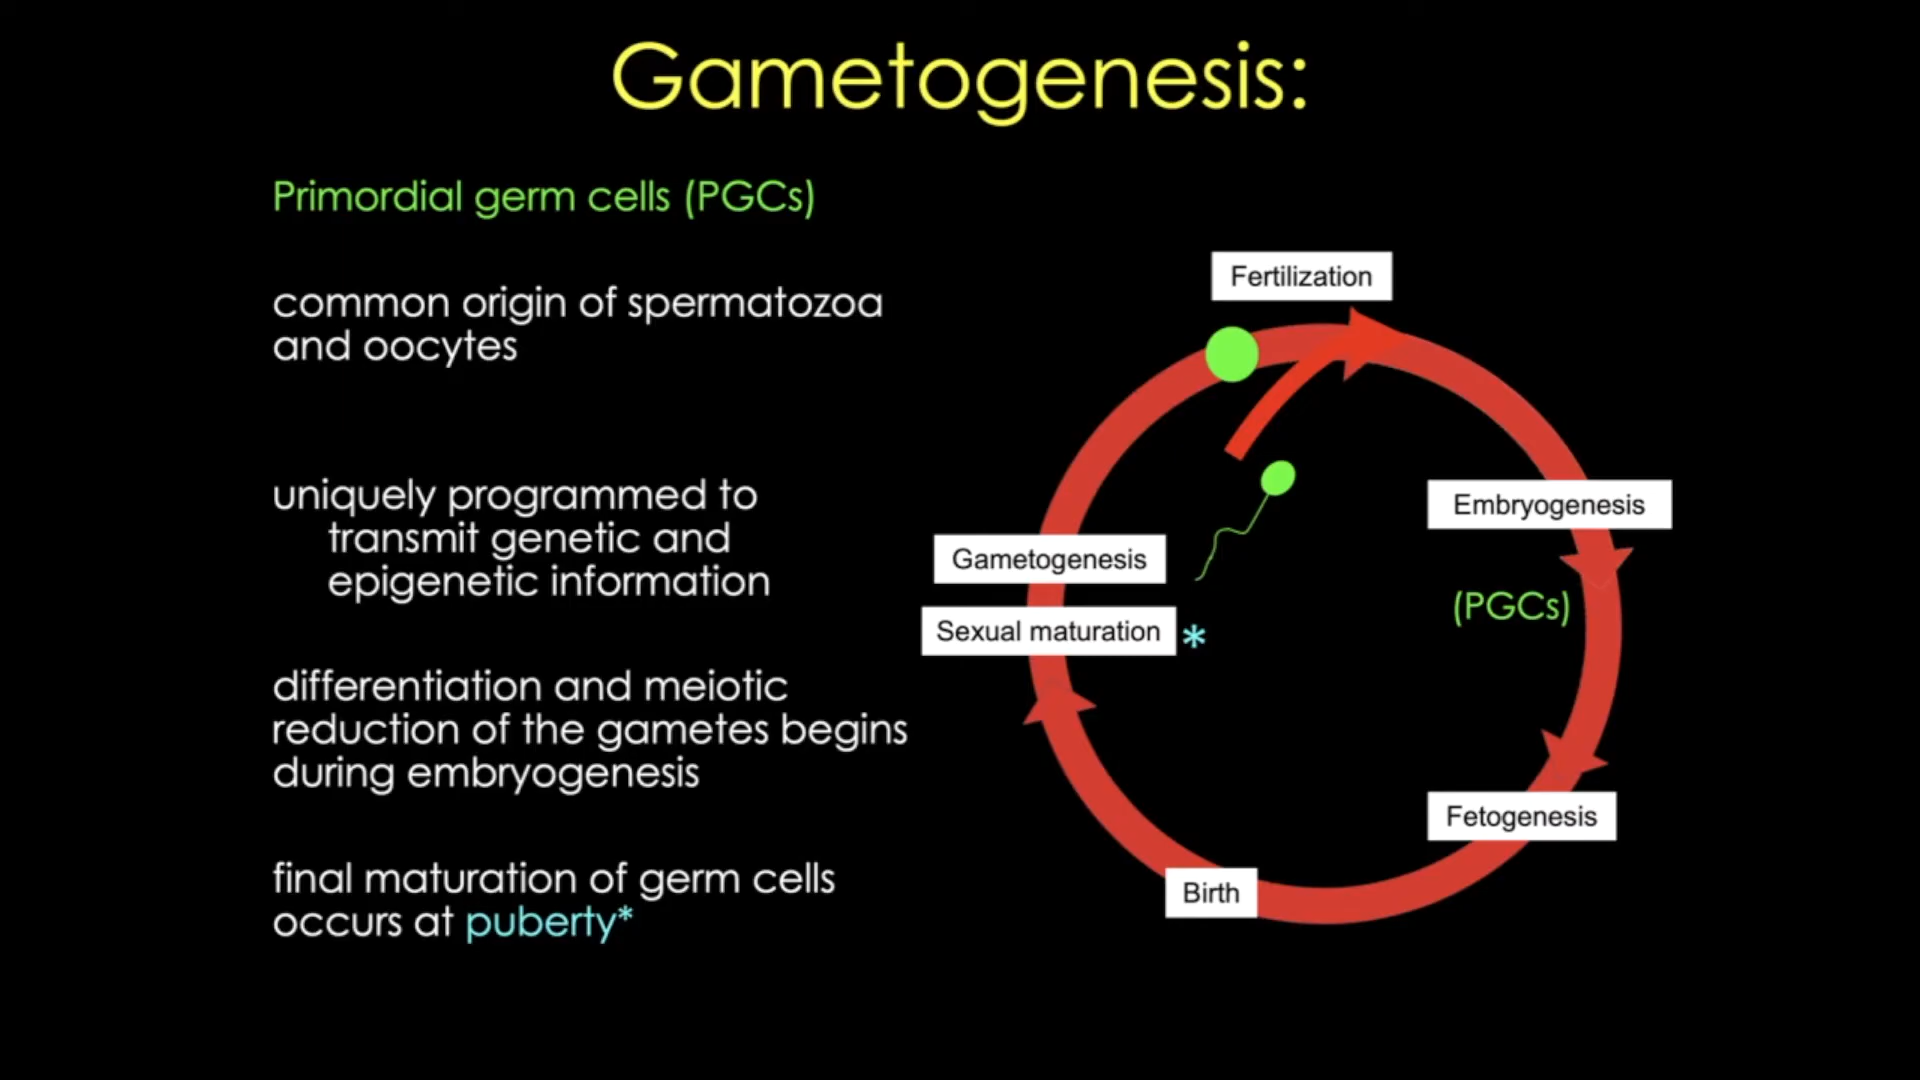 Gametogenesis:
Primordial germ cells (PGCs)
common origin of spermatozoa
and oocytes
uniquely programmed to
transmit genetic and
epigenetic information
differentiation and meiotic
reduction of the gametes begins
during embryogenesis
final maturation of germ cells
occurs at puberty*
Fertilization
Embryogenesis
(PGCs)
Fetogenesis
Birth
Sexual maturation *
Gametogenesis